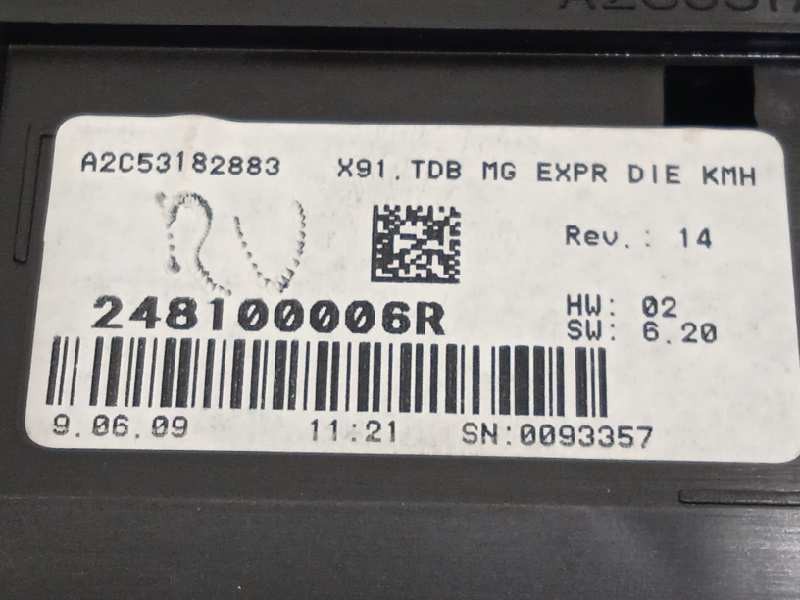 A2C53182883 X91.TDB MG EXPR DIE KMH
RV
Rev.: 14
248100006R
HW: 02
SW: 6.20
9.06.09 11:21 SN:0093357